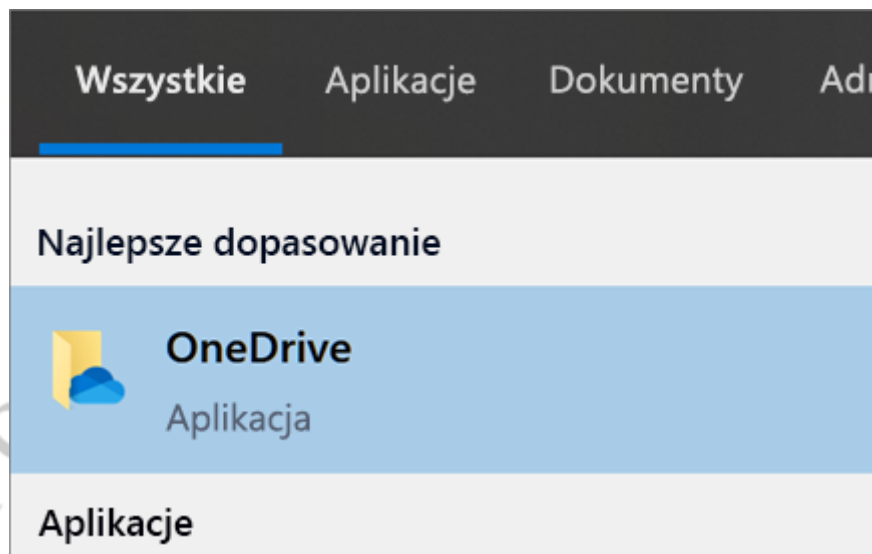 Wszystkie Aplikacje Dokumenty
Najlepsze dopasowanie
OneDrive
Aplikacja
Aplikacje